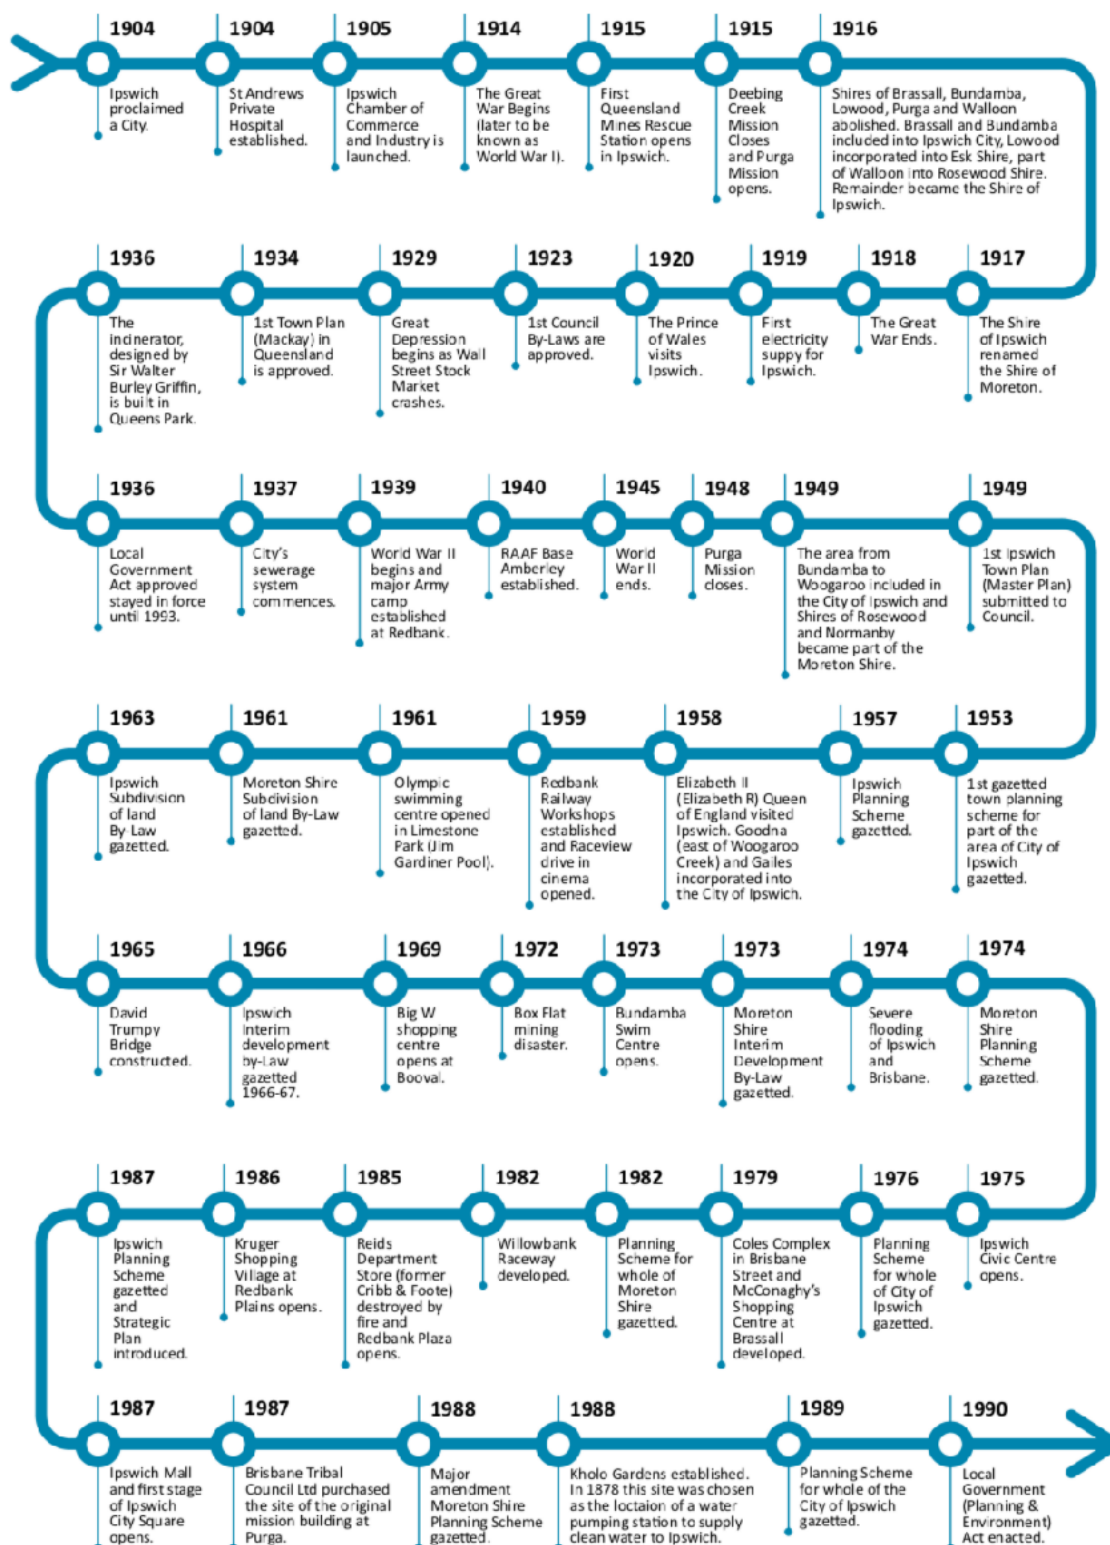 1904
Ipswich
proclaimed
a City.
1904
St Andrews
Private
Hospital
established.
1905
Ipswich
Chamber of
Commerce
and Industry is
launched.
1914
The Great
War Begins
(later to be
known as
World War I).
1915
First
Queensland
Mines Rescue
Station opens
in Ipswich.
1915
Deebing
Creek
Mission
Closes
and Purga
Mission
opens.
1916
Shires of Brassall, Bundamba,
Lowood, Purga and Walloon
abolished. Brassall and Bundamba
included into Ipswich City, Lowood
incorporated into Esk Shire, part
of Walloon into Rosewood Shire.
Remainder became the Shire of
Ipswich.
1917
The Shire
of Ipswich
renamed
the Shire of
Moreton.
1918
The Great
War Ends.
1919
First
electricity
suppy for
Ipswich.
1920
The Prince
of Wales
visits
Ipswich.
1923
1st Council
By-Laws are
approved.
1929
Great
Depression
begins as Wall
Street Stock
Market
crashes.
1934
1st Town Plan
(Mackay) in
Queensland
is approved.
1936
The
incinerator,
designed by
Sir Walter
Burley Griffin,
is built in
Queens Park.
1936
Local
Government
Act approved
stayed in force
until 1993.
1937
City's
sewerage
system
commences.
1939
World War II
begins and
major Army
camp
established
at Redbank.
1940
RAAF Base
Amberley
established.
1945
World
War II
ends.
1948
Purga
Mission
closes.
1949
The area from
Bundamba to
Woogaroo included in
the City of Ipswich and
Shires of Rosewood
and Normanby
became part of the
Moreton Shire.
1949
1st Ipswich
Town Plan
(Master Plan)
submitted to
Council.
1953
1st gazetted
town planning
scheme for
part of the
area of City of
Ipswich
gazetted.
1957
Ipswich
Planning
Scheme
gazetted.
1958
Elizabeth II
(Elizabeth R) Queen
of England visited
Ipswich. Goodna
(east of Woogaroo
Creek) and Gailes
incorporated into
the City of Ipswich.
1959
Redbank
Railway
Workshops
established
and Raceview
drive in
cinema
opened.
1961
Olympic
swimming
centre opened
in Limestone
Park (Jim
Gardiner Pool).
1961
Moreton Shire
Subdivision
of land By-Law
gazetted.
1963
Ipswich
Subdivision
of land
By-Law
gazetted.
1965
David
Trumpy
Bridge
constructed.
1966
Ipswich
Interim
development
by-Law
gazetted
1966-67.
1969
Big W
shopping
centre
opens at
Booval.
1972
Box Flat
mining
disaster.
1973
Bundamba
Swim
Centre
opens.
1973
Moreton
Shire
Interim
Development
By-Law
gazetted.
1974
Severe
flooding
of Ipswich
and
Brisbane.
1974
Moreton
Shire
Planning
Scheme
gazetted.
1975
Ipswich
Civic Centre
opens.
1976
Planning
Scheme
for whole
of City of
Ipswich
gazetted.
1979
Coles Complex
in Brisbane
Street and
McConaghy's
Shopping
Centre at
Brassall
developed.
1982
Planning
Scheme for
whole of
Moreton
Shire
gazetted.
1982
Willowbank
Raceway
developed.
1985
Reids
Department
Store (former
Cribb & Foote)
destroyed by
fire and
Redbank Plaza
opens.
1986
Kruger
Shopping
Village at
Redbank
Plains opens.
1987
Ipswich
Planning
Scheme
gazetted
and
Strategic
Plan
introduced.
1987
Ipswich Mall
and first stage
of Ipswich
City Square
opens.
1987
Brisbane Tribal
Council Ltd purchased
the site of the original
mission building at
Purga.
1988
Major
amendment
Moreton Shire
Planning Scheme
gazetted.
1988
Kholo Gardens established.
In 1878 this site was chosen
as the loctaion of a water
pumping station to supply
clean water to Ipswich.
1989
Planning Scheme
for whole of the
City of Ipswich
gazetted.
1990
Local
Government
(Planning &
Environment)
Act enacted.